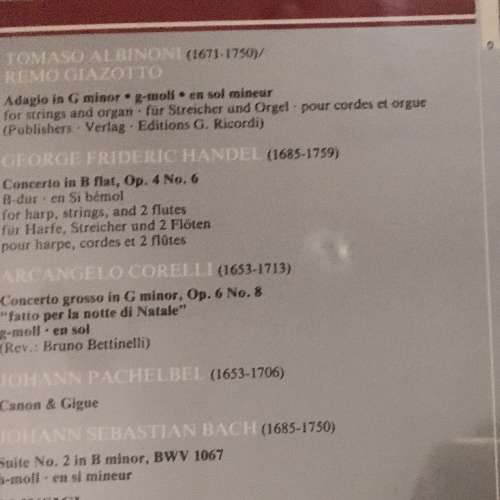 TOMASO ALBINONI (1671-1750)/
REMO GIAZOTTO
Adagio in G minor • g-moll • en sol mineur
for strings and organ · für Streicher und Orgel · pour cordes et orgue
(Publishers · Verlag · Editions G. Ricordi)
GEORGE FRIDERIC HANDEL (1685-1759)
Concerto in B flat, Op. 4 No. 6
B-dur · en Si bémol
for harp, strings, and 2 flutes
für Harfe, Streicher und 2 Flöten
pour harpe, cordes et 2 flûtes
ARCANGELO CORELLI (1653-1713)
Concerto grosso in G minor, Op. 6 No. 8
"fatto per la notte di Natale"
g-moll · en sol
(Rev.: Bruno Bettinelli)
JOHANN PACHELBEL (1653-1706)
Canon & Gigue
JOHANN SEBASTIAN BACH (1685-1750)
Suite No. 2 in B minor, BWV 1067
h-moll · en si mineur